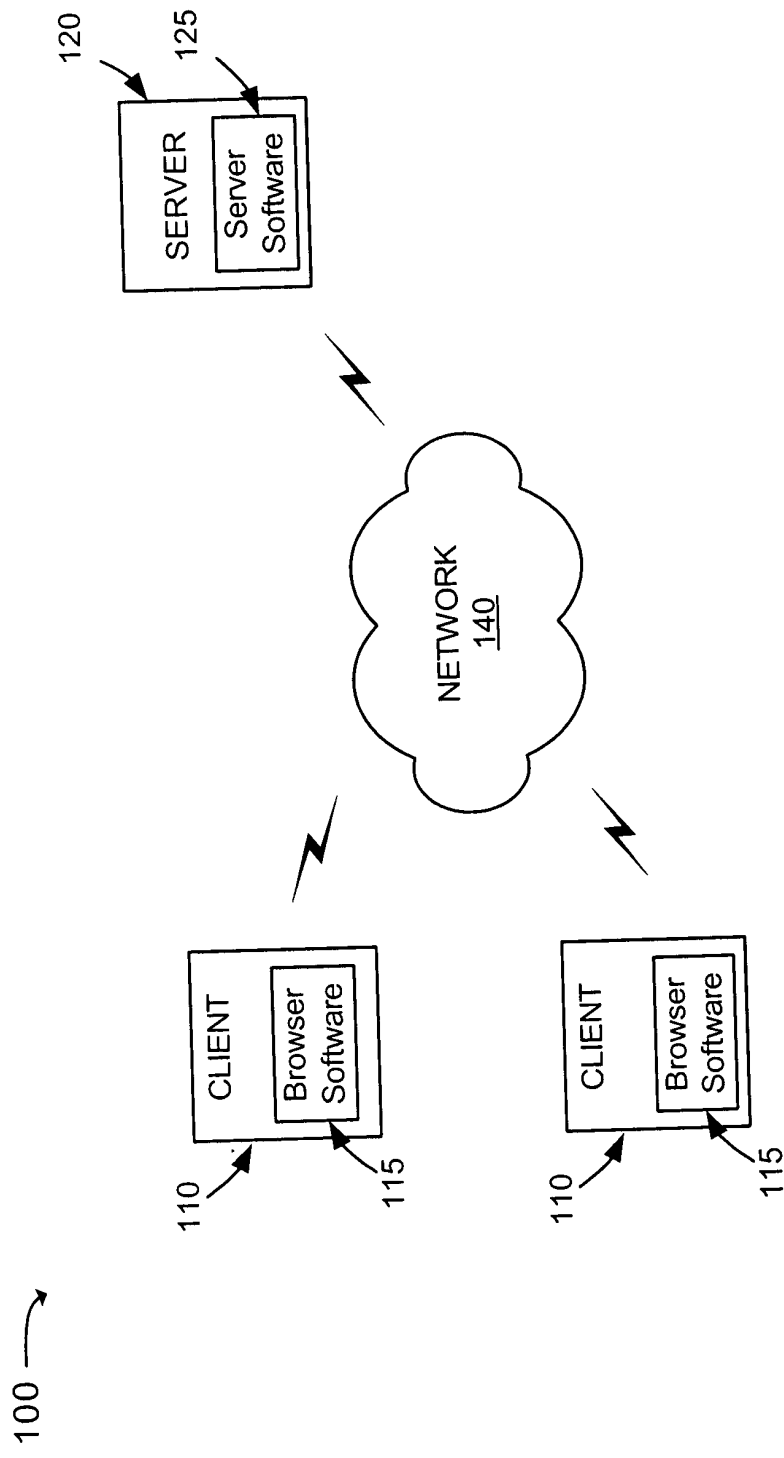 100
110
CLIENT
Browser
Software
115
110
CLIENT
Browser
Software
115
NETWORK
140
120
SERVER
125
Server
Software